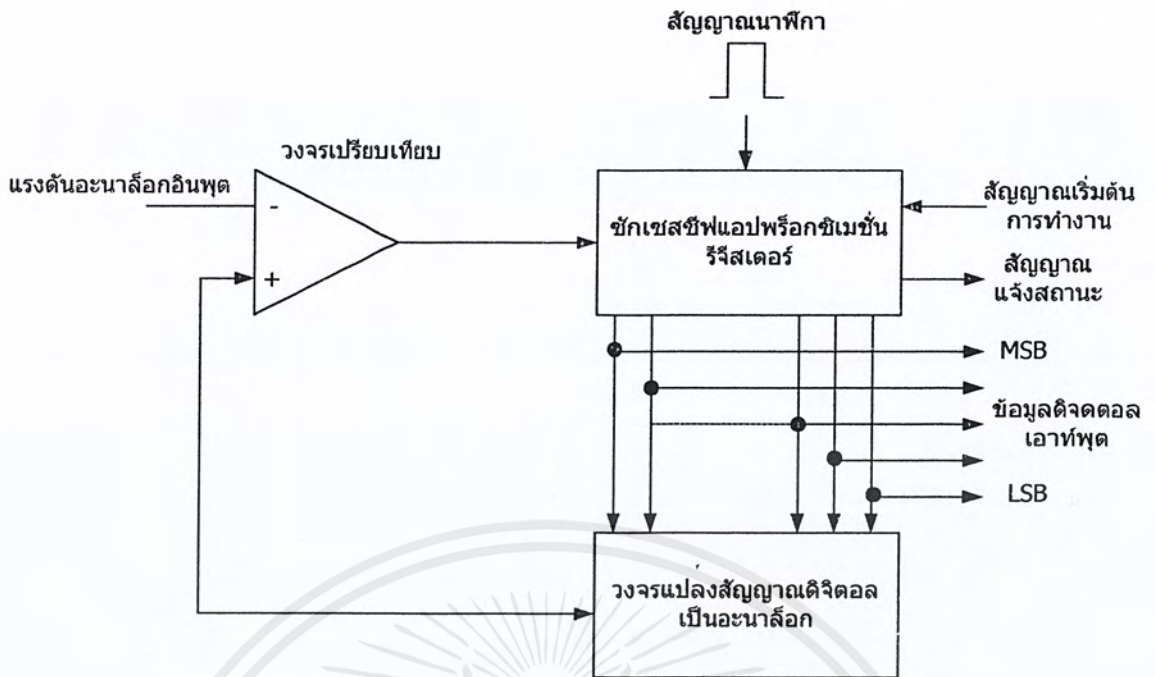 สัญญาณนาฬิกา
วงจรเปรียบเทียบ
แรงดันอะนาล็อกอินพุต
-
+
ซักเซสซีฟแอปพร็อกซิเมชั่น
รีจีสเตอร์
สัญญาณเริ่มต้น
การทำงาน
สัญญาณ
แจ้งสถานะ
MSB
ข้อมูลดิจดตอล
เอาท์พุต
LSB
วงจรแปลงสัญญาณดิจิตอล
เป็นอะนาล็อก